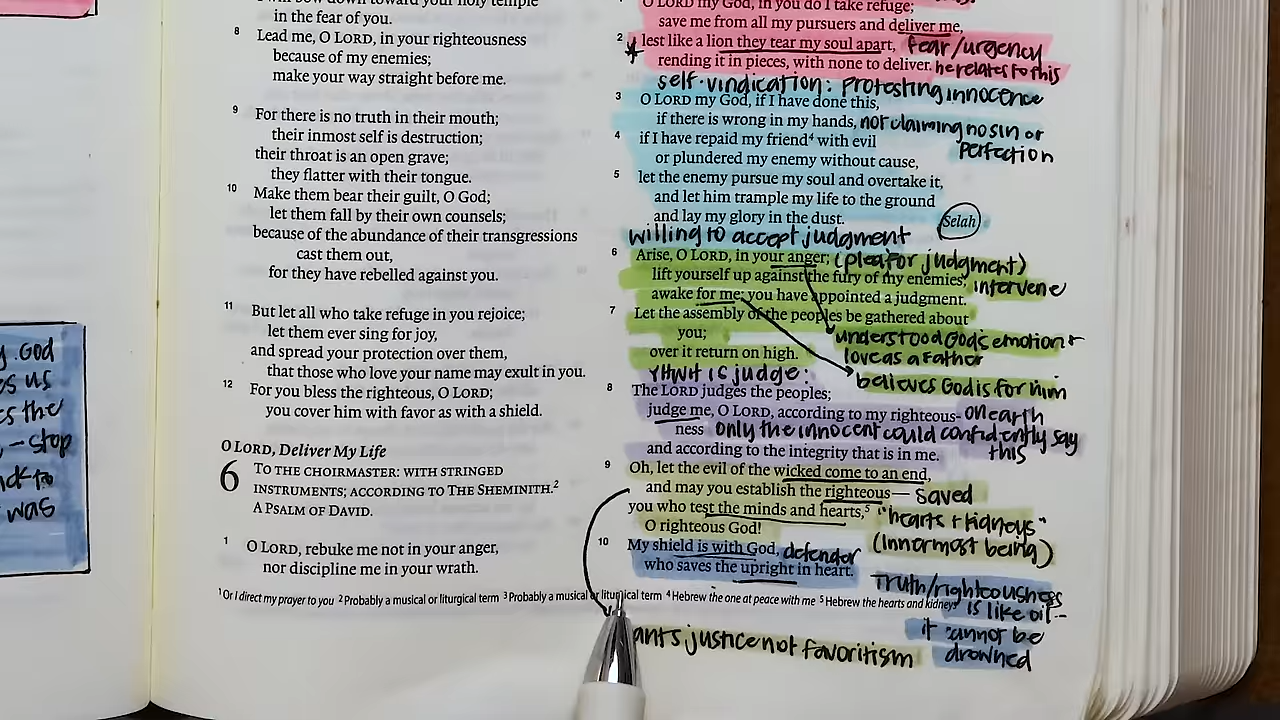 in the fear of you.
8 Lead me, O LORD, in your righteousness
because of my enemies;
make your way straight before me.
9 For there is no truth in their mouth;
their inmost self is destruction;
their throat is an open grave;
they flatter with their tongue.
10 Make them bear their guilt, O God;
let them fall by their own counsels;
because of the abundance of their transgressions
cast them out,
for they have rebelled against you.
11 But let all who take refuge in you rejoice;
let them ever sing for joy,
and spread your protection over them,
that those who love your name may exult in you.
12 For you bless the righteous, O LORD;
you cover him with favor as with a shield.
O LORD, Deliver My Life
6 TO THE CHOIRMASTER: WITH STRINGED
INSTRUMENTS; ACCORDING TO THE SHEMINITH.2
A PSALM OF DAVID.
1 O LORD, rebuke me not in your anger,
nor discipline me in your wrath.
O LORD my God, in you do I take refuge;
save me from all my pursuers and deliver me,
2 lest like a lion they tear my soul apart, fear/urgency
rending it in pieces, with none to deliver. he relates to this
self-vindication: protesting innocence
3 O LORD my God, if I have done this,
if there is wrong in my hands, not claiming no sin or
perfection
4 if I have repaid my friend4 with evil
or plundered my enemy without cause,
5 let the enemy pursue my soul and overtake it,
and let him trample my life to the ground
and lay my glory in the dust. Selah
willing to accept judgment
6 Arise, O LORD, in your anger; (plea for judgment)
lift yourself up against the fury of my enemies; intervene
awake for me; you have appointed a judgment.
7 Let the assembly of the peoples be gathered about
you;
understood God's emotion +
over it return on high.
love as a Father
YHWH is judge:
believes God is for him
8 The LORD judges the peoples;
judge me, O LORD, according to my righteous- on earth
ness only the innocent could confidently say
this
and according to the integrity that is in me.
9 Oh, let the evil of the wicked come to an end,
and may you establish the righteous— saved
you who test the minds and hearts,5 "hearts + kidneys"
O righteous God!
(innermost being)
10 My shield is with God, defender
who saves the upright in heart.
Truth/righteousness
is like oil-
it cannot be
drowned
1 Or I direct my prayer to you 2 Probably a musical or liturgical term 3 Probably a musical or liturgical term 4 Hebrew the one at peace with me 5 Hebrew the hearts and kidneys
justice not favoritism
God
us
the
- stop
to
was